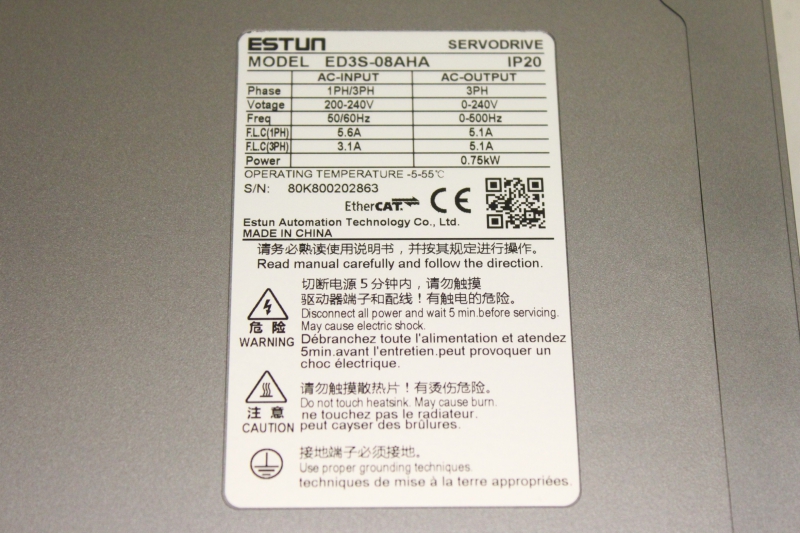 ESTUN SERVODRIVE
MODEL ED3S-08AHA IP20
AC-INPUT AC-OUTPUT
Phase 1PH/3PH 3PH
Votage 200-240V 0-240V
Freq 50/60Hz 0-500Hz
F.L.C(1PH) 5.6A 5.1A
F.L.C(3PH) 3.1A 5.1A
Power 0.75kW
OPERATING TEMPERATURE -5-55℃
S/N: 80K800202863
EtherCAT CE
Estun Automation Technology Co., Ltd.
MADE IN CHINA
请务必熟读使用说明书，并按其规定进行操作。
Read manual carefully and follow the direction.
切断电源5分钟内，请勿触摸
驱动器端子和配线！有触电的危险。
Disconnect all power and wait 5 min.before servicing.
危险 May cause electric shock.
WARNING Débranchez toute l'alimentation et atendez
5min.avant l'entretien.peut provoquer un
choc électrique.
请勿触摸散热片！有烫伤危险。
Do not touch heatsink. May cause burn.
注意 ne touchez pas le radiateur.
CAUTION peut cayser des brûlures.
接地端子必须接地。
Use proper grounding techniques.
techniques de mise à la terre appropriées.